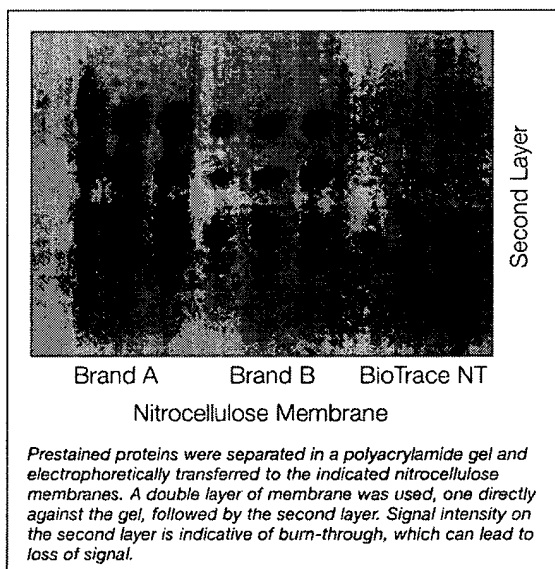 Second Layer
Brand A Brand B BioTrace NT
Nitrocellulose Membrane
Prestained proteins were separated in a polyacrylamide gel and
electrophoretically transferred to the indicated nitrocellulose
membranes. A double layer of membrane was used, one directly
against the gel, followed by the second layer. Signal intensity on
the second layer is indicative of burn-through, which can lead to
loss of signal.